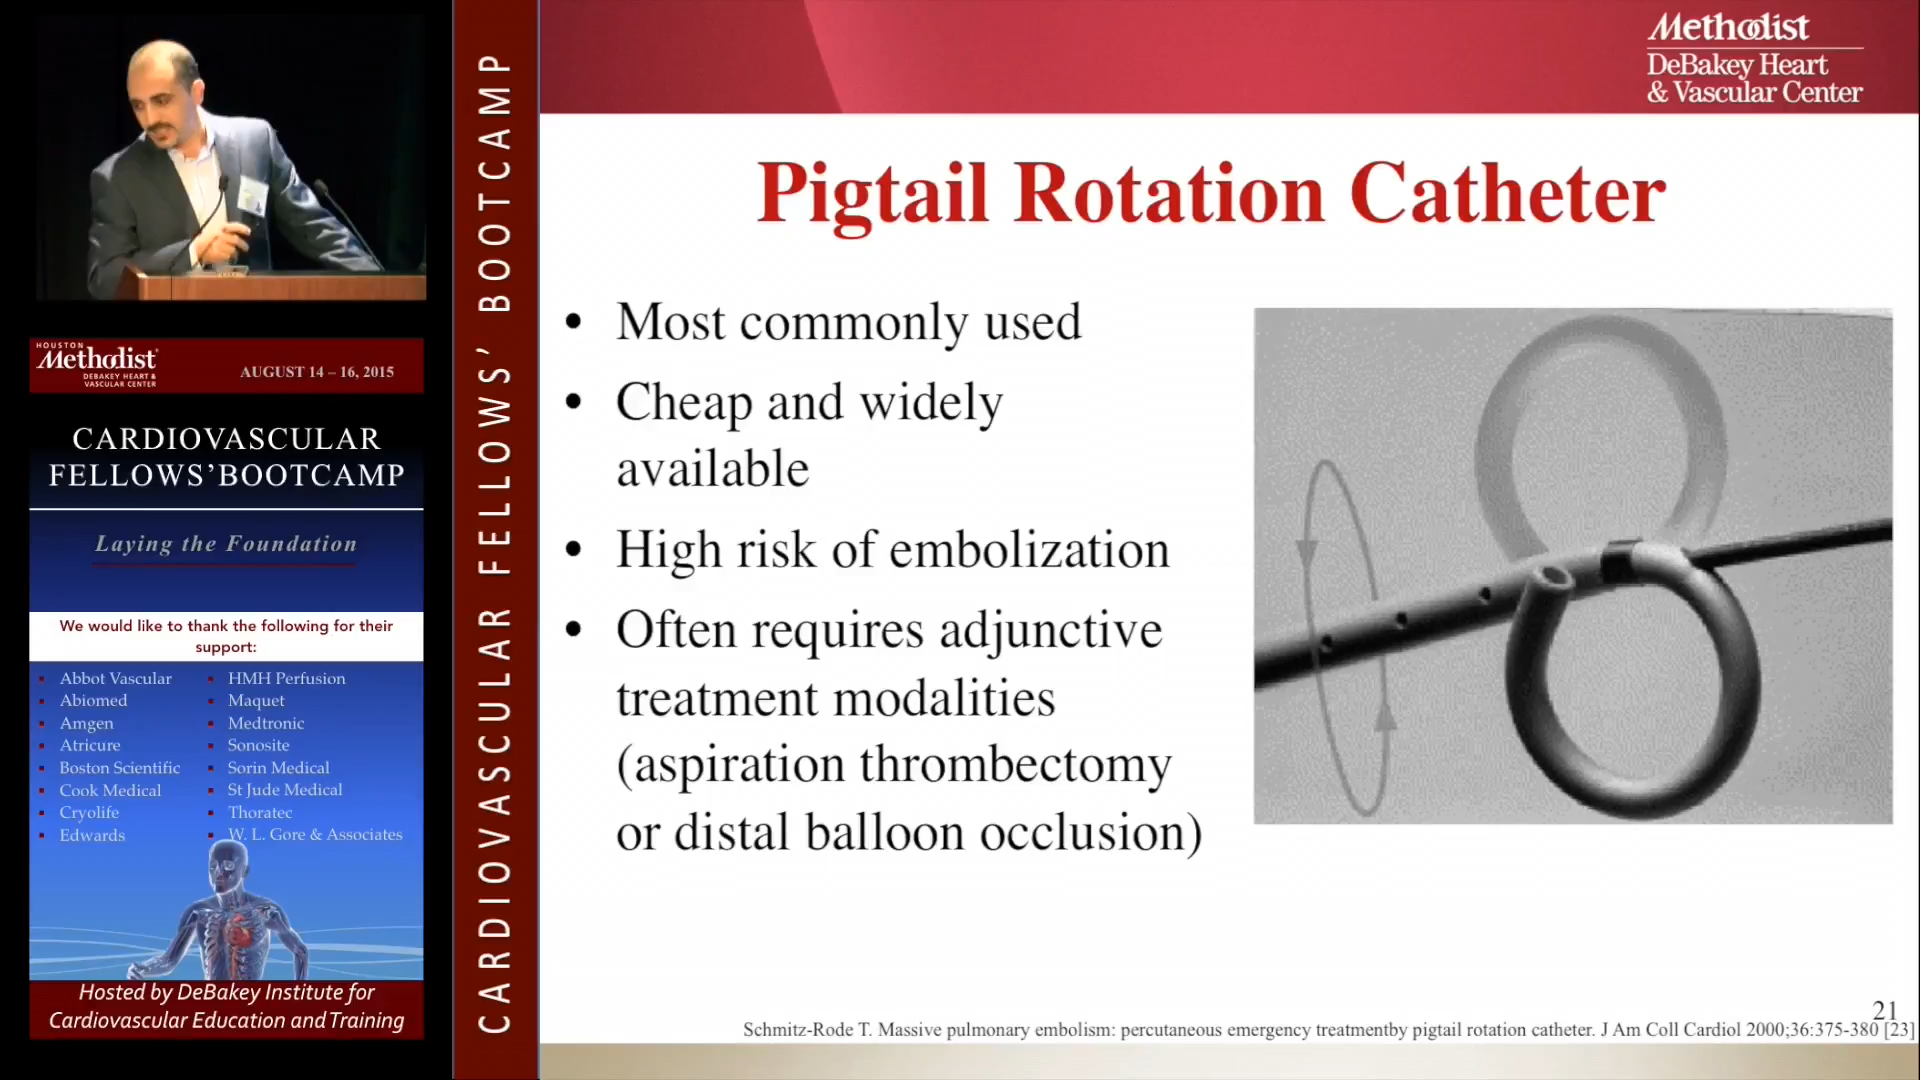 HOUSTON
Methodist
DEBAKEY HEART &
VASCULAR CENTER
AUGUST 14 – 16, 2015
CARDIOVASCULAR
FELLOWS'BOOTCAMP
Laying the Foundation
We would like to thank the following for their
support:
Abbot Vascular
Abiomed
Amgen
Atricure
Boston Scientific
Cook Medical
Cryolife
Edwards
HMH Perfusion
Maquet
Medtronic
Sonosite
Sorin Medical
St Jude Medical
Thoratec
W. L. Gore & Associates
Hosted by DeBakey Institute for
Cardiovascular Education and Training
CARDIOVASCULAR FELLOWS' BOOTCAMP
Methodist
DeBakey Heart
& Vascular Center
Pigtail Rotation Catheter
• Most commonly used
• Cheap and widely
available
• High risk of embolization
• Often requires adjunctive
treatment modalities
(aspiration thrombectomy
or distal balloon occlusion)
21
Schmitz-Rode T. Massive pulmonary embolism: percutaneous emergency treatmentby pigtail rotation catheter. J Am Coll Cardiol 2000;36:375-380 [23]